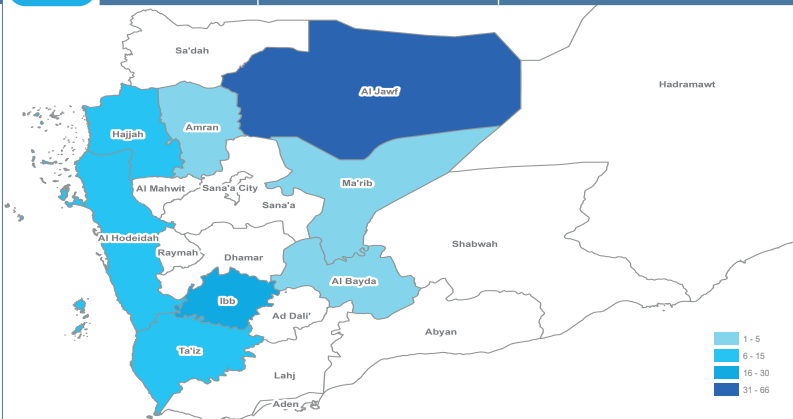 Sa'dah
Hadramawt
Al Jawf
Hajjah
Amran
Ma'rib
Al Mahwit
Sana'a City
Sana'a
Al Hodeidah
Raymah
Dhamar
Shabwah
Al Bayda
Ibb
Ad Dali'
Abyan
Ta'iz
Lahj
Aden
1 - 5
6 - 15
16 - 30
31 - 66